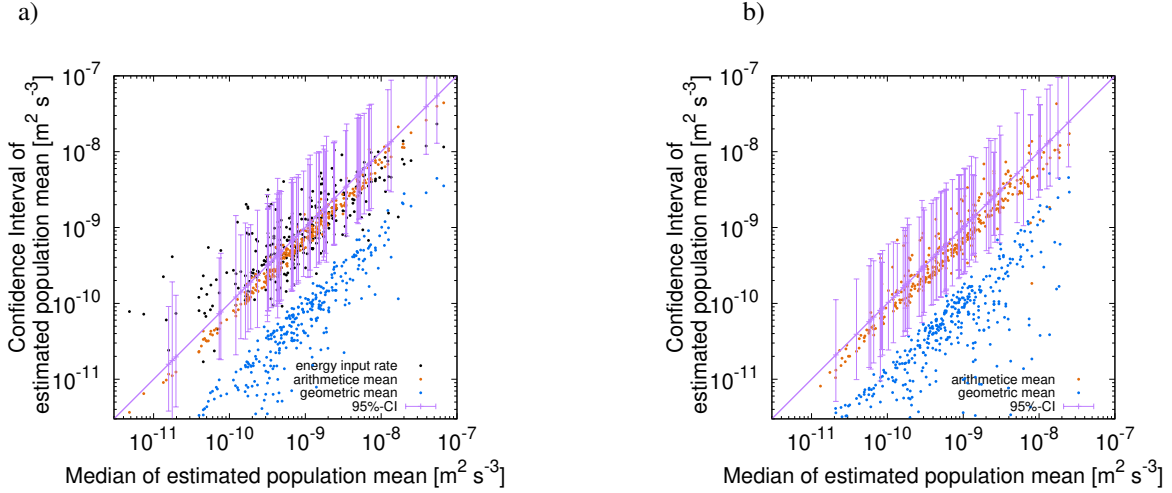 a)
Confidence Interval of
estimated population mean [m² s⁻³]
10⁻⁷
10⁻⁸
10⁻⁹
10⁻¹⁰
10⁻¹¹
energy input rate
arithmetice mean
geometric mean
95%-CI
10⁻¹¹ 10⁻¹⁰ 10⁻⁹ 10⁻⁸ 10⁻⁷
Median of estimated population mean [m² s⁻³]
b)
Confidence Interval of
estimated population mean [m² s⁻³]
10⁻⁷
10⁻⁸
10⁻⁹
10⁻¹⁰
10⁻¹¹
arithmetice mean
geometric mean
95%-CI
10⁻¹¹ 10⁻¹⁰ 10⁻⁹ 10⁻⁸ 10⁻⁷
Median of estimated population mean [m² s⁻³]